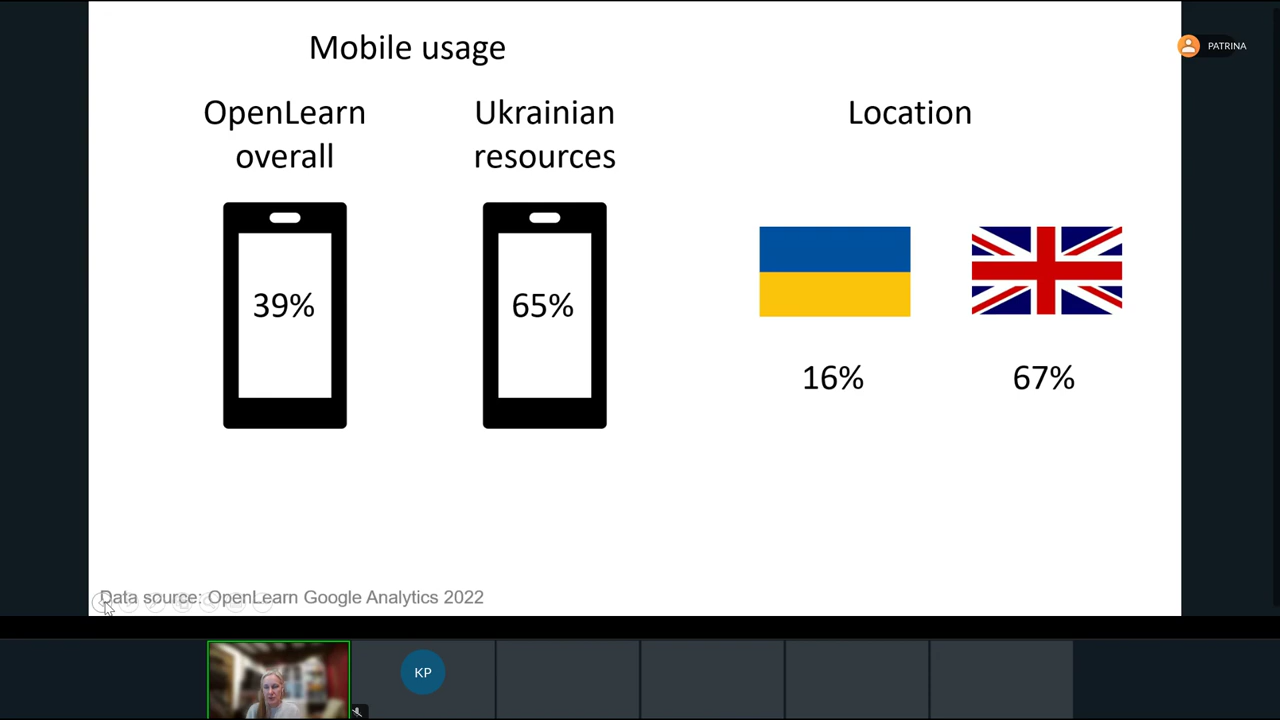 Mobile usage
OpenLearn
overall
Ukrainian
resources
Location
39%
65%
16%
67%
Data source: OpenLearn Google Analytics 2022
PATRINA
KP